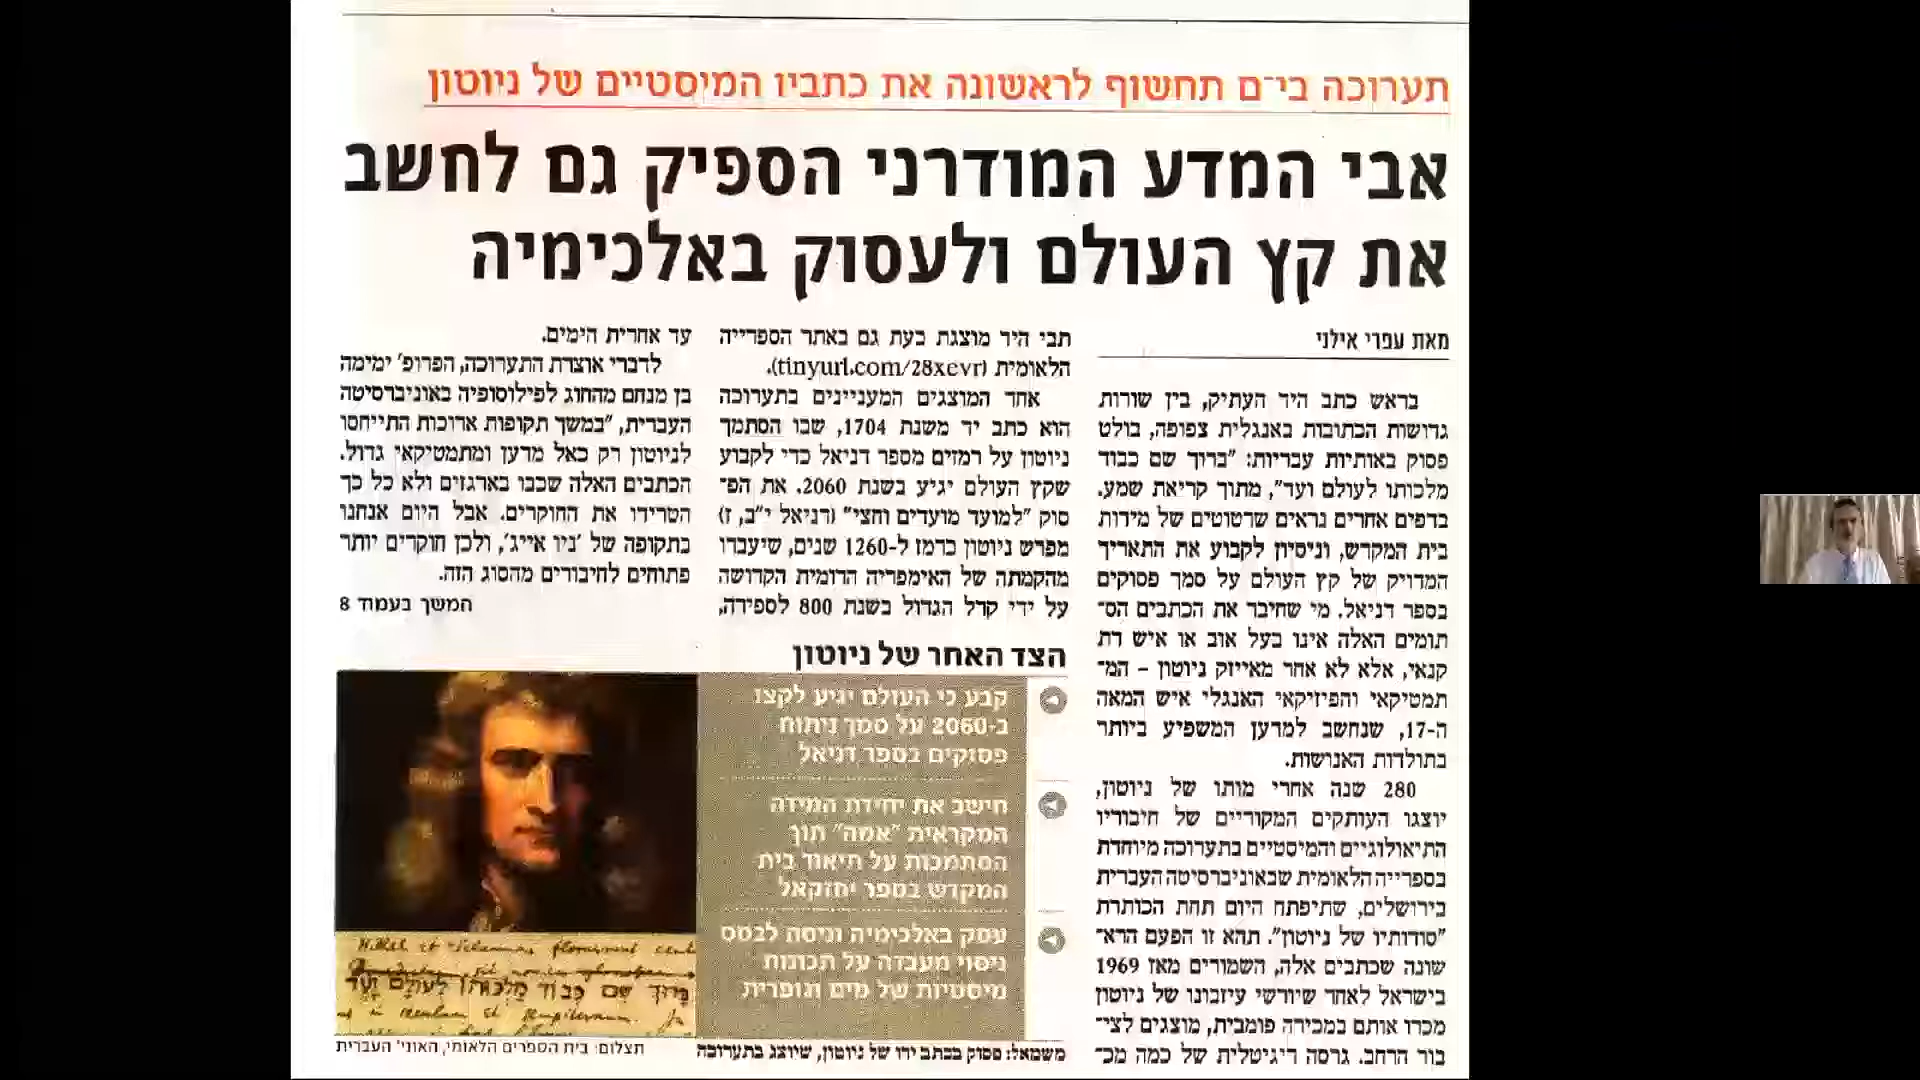 תערוכה בי־ם תחשוף לראשונה את כתביו המיסטיים של ניוטון
אבי המדע המודרני הספיק גם לחשב
את קץ העולם ולעסוק באלכימיה
מאת עפרי אילני
בראש כתב היד העתיק, בין שורות
גדושות הכתובות באנגלית צפופה, בולט
פסוק באותיות עבריות: "ברוך שם כבוד
מלכותו לעולם ועד", מתוך קריאת שמע.
בדפים אחרים נראים שרטוטים של מידות
בית המקדש, וניסיון לקבוע את התאריך
המדויק של קץ העולם על סמך פסוקים
בספר דניאל. מי שחיבר את הכתבים הס־
תומים האלה אינו בעל אוב או איש דת
קנאי, אלא לא אחר מאייזק ניוטון – המ־
תמטיקאי והפיזיקאי האנגלי איש המאה
ה-17, שנחשב למדען המשפיע ביותר
בתולדות האנושות.
280 שנה אחרי מותו של ניוטון,
יוצגו העותקים המקוריים של חיבוריו
התיאולוגיים והמיסטיים בתערוכה מיוחדת
בספרייה הלאומית שבאוניברסיטה העברית
בירושלים, שתיפתח היום תחת הכותרת
"סודותיו של ניוטון". תהא זו הפעם הרא־
שונה שכתבים אלה, השמורים מאז 1969
בישראל לאחר שיורשי עיזבונו של ניוטון
מכרו אותם במכירה פומבית, מוצגים לצי־
בור הרחב. גרסה דיגיטלית של כמה מכ־
תבי היד מוצגת כעת גם באתר הספרייה
הלאומית (tinyurl.com/28xevr).
אחד המוצגים המעניינים בתערוכה
הוא כתב יד משנת 1704, שבו הסתמך
ניוטון על רמזים מספר דניאל כדי לקבוע
שקץ העולם יגיע בשנת 2060. את הפ־
סוק "למועד מועדים וחצי" (דניאל י"ב, ז)
מפרש ניוטון כרמז ל-1260 שנים, שיעברו
מהקמתה של האימפריה הרומית הקדושה
על ידי קרל הגדול בשנת 800 לספירה,
עד אחרית הימים.
לדברי אוצרת התערוכה, הפרופ' ימימה
בן מנחם מהחוג לפילוסופיה באוניברסיטה
העברית, "במשך תקופות ארוכות התייחסו
לניוטון רק כאל מדען ומתמטיקאי גדול.
הכתבים האלה שכבו בארגזים ולא כל כך
הטרידו את החוקרים. אבל היום אנחנו
בתקופה של 'ניו אייג', ולכן חוקרים יותר
פתוחים לחיבורים מהסוג הזה.
המשך בעמוד 8
הצד האחר של ניוטון
קבע כי העולם יגיע לקצו
ב-2060 על סמך ניתוח
פסוקים בספר דניאל
חישב את יחידת המידה
המקראית "אמה" תוך
הסתמכות על תיאור בית
המקדש בספר יחזקאל
עסק באלכימיה וניסה לבסס
ניסוי מעבדה על תכונות
מיסטיות של מים וגופרית
ברוך שם כבוד מלכותו לעולם ועד
משמאל: פסוק בכתב ידו של ניוטון, שיוצג בתערוכה
תצלום: בית הספרים הלאומי, האוני' העברית